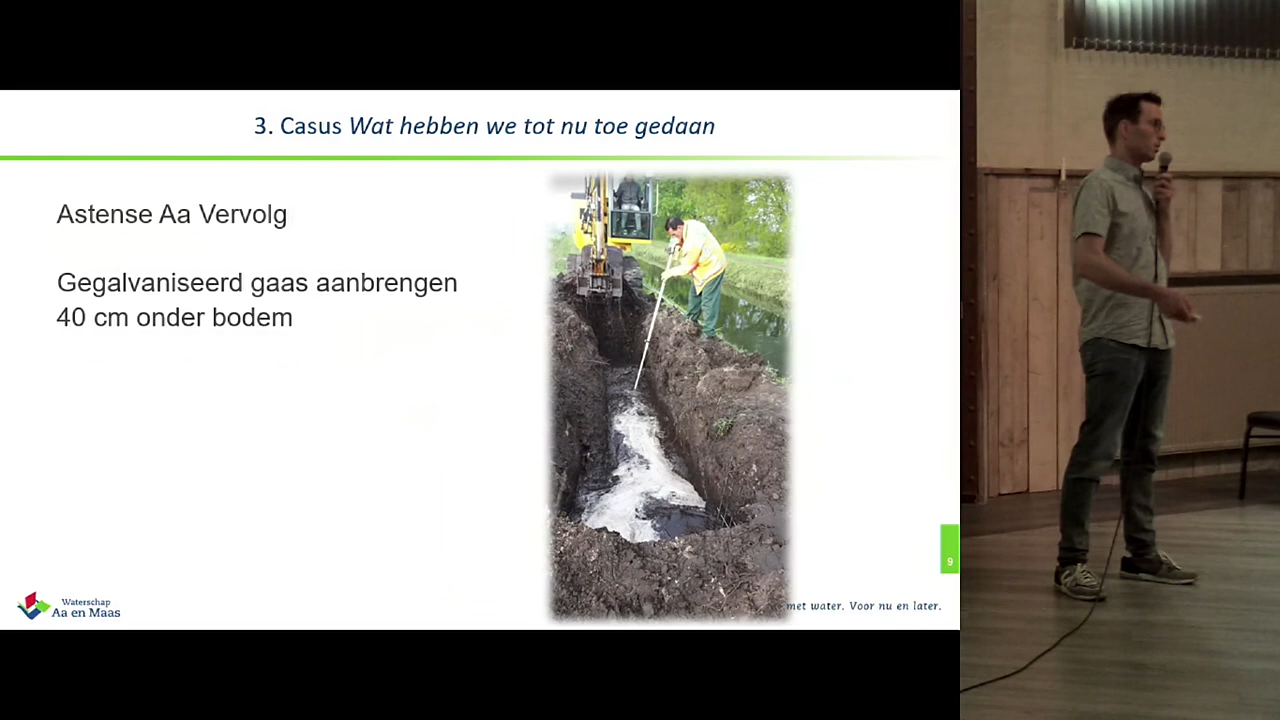 3. Casus Wat hebben we tot nu toe gedaan
Astense Aa Vervolg
Gegalvaniseerd gaas aanbrengen
40 cm onder bodem
9
Waterschap
Aa en Maas
met water. Voor nu en later.